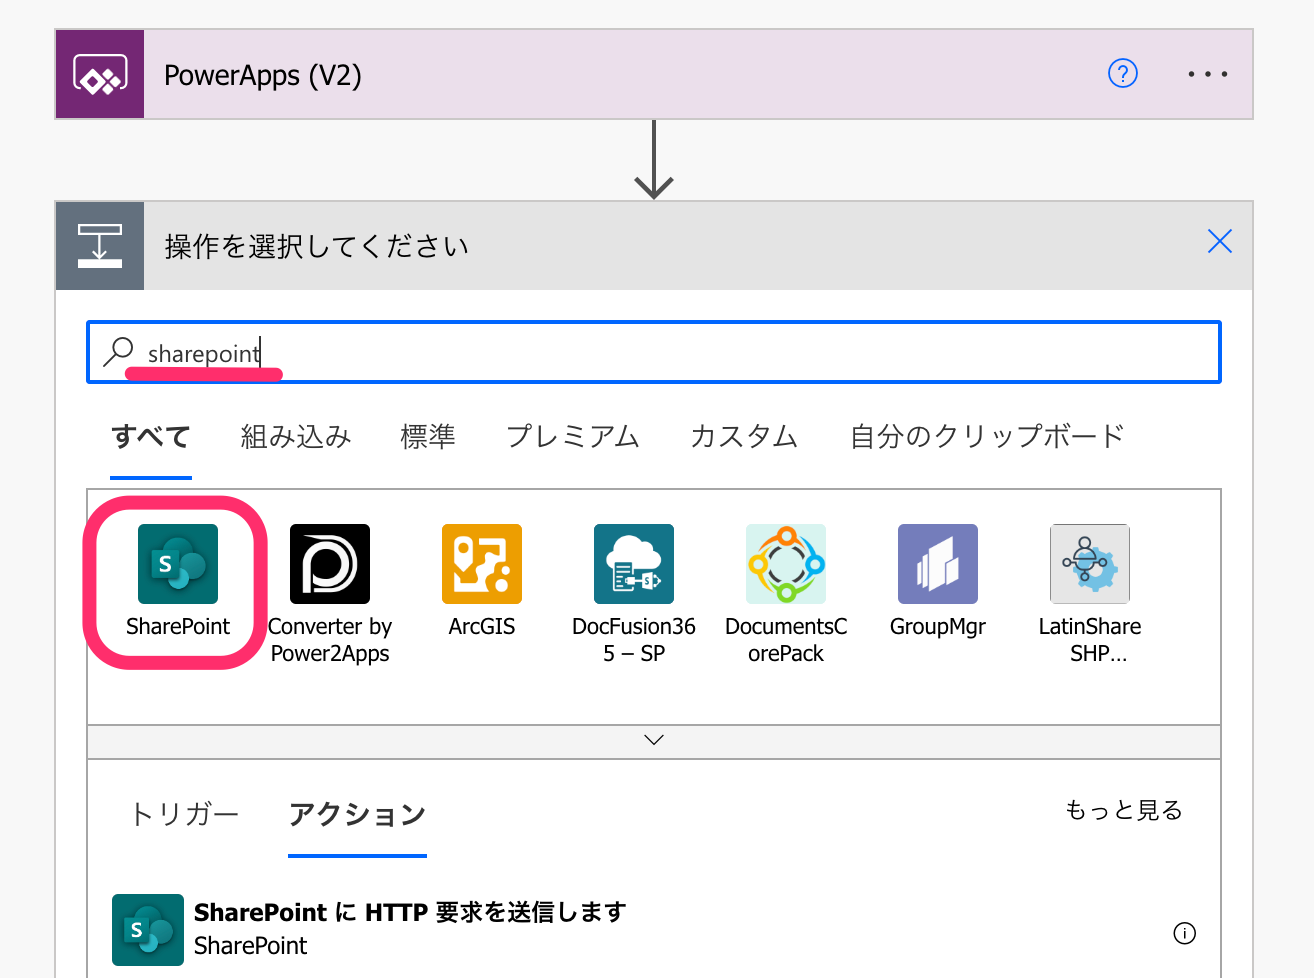 PowerApps (V2)
操作を選択してください
sharepoint
すべて 組み込み 標準 プレミアム カスタム 自分のクリップボード
SharePoint
Converter by
Power2Apps
ArcGIS
DocFusion36
5 – SP
DocumentsC
orePack
GroupMgr
LatinShare
SHP...
トリガー アクション もっと見る
SharePoint に HTTP 要求を送信します
SharePoint